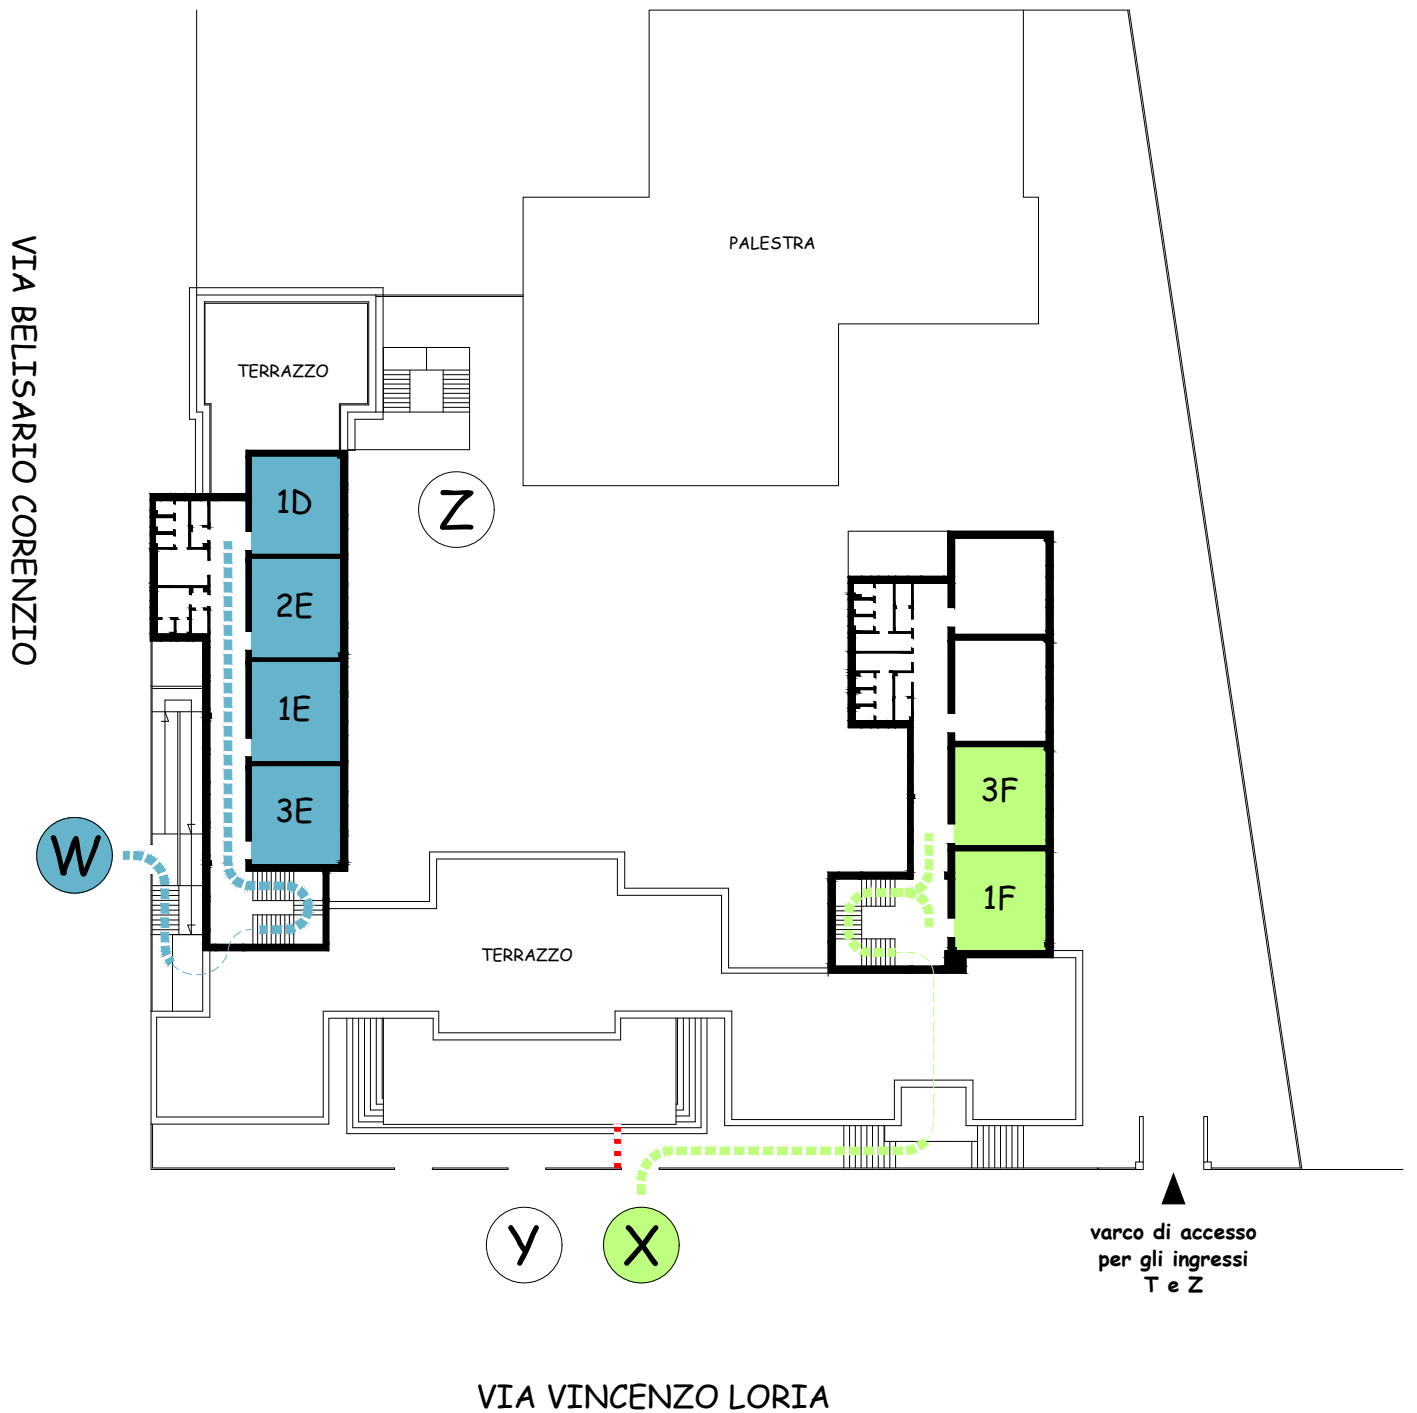 PALESTRA
VIA BELISARIO CORENZIO
TERRAZZO
1D
Z
2E
1E
3F
3E
W
1F
TERRAZZO
Y
X
varco di accesso
per gli ingressi
T e Z
VIA VINCENZO LORIA